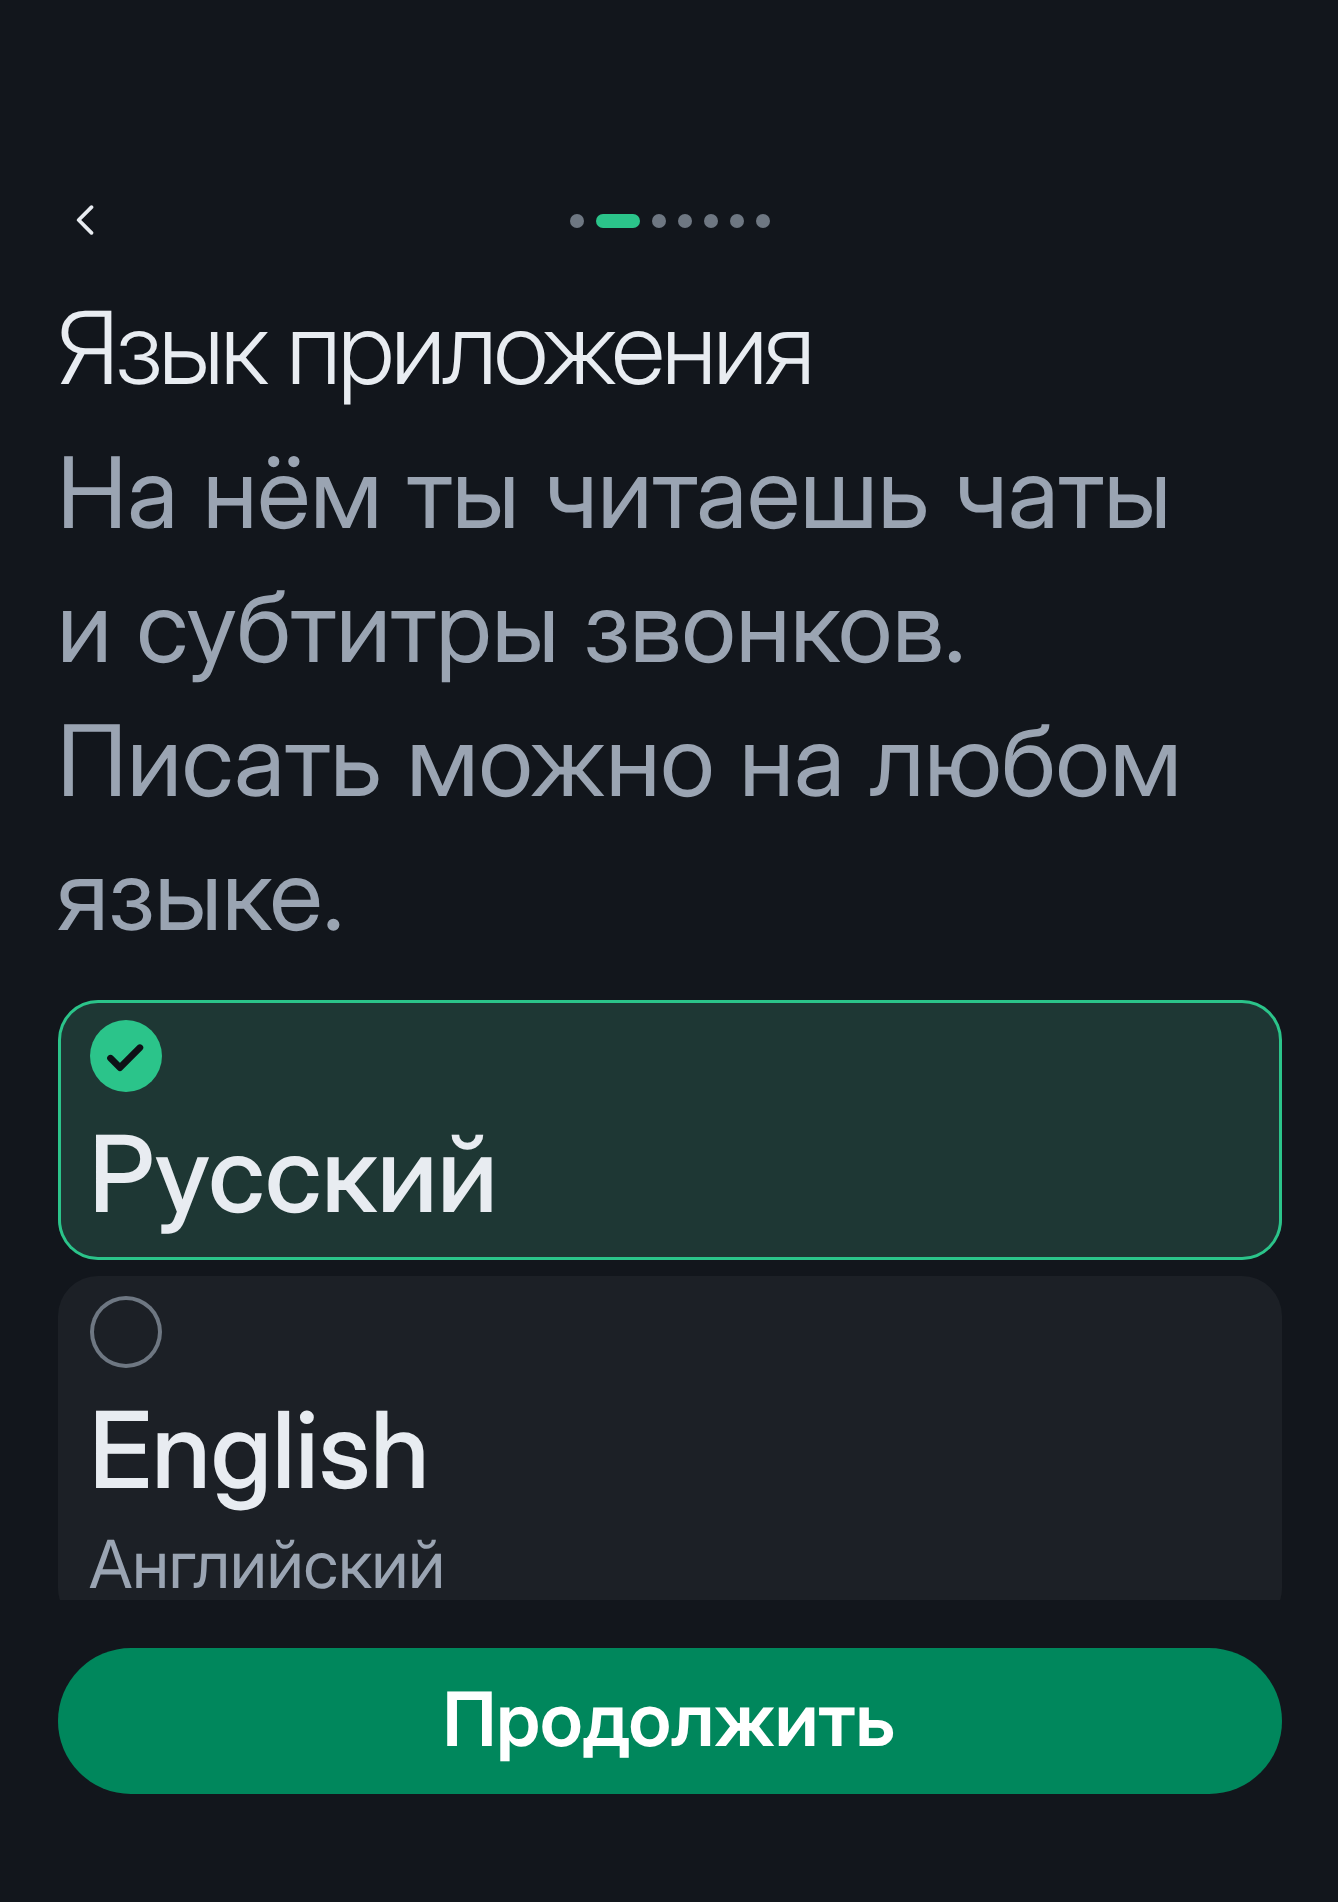 Язык приложения
На нём ты читаешь чаты
и субтитры звонков.
Писать можно на любом
языке.
Русский
English
Английский
Продолжить